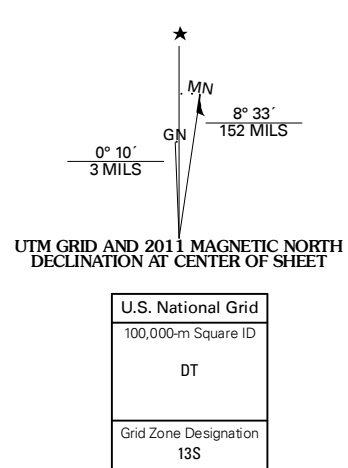 ★
MN
8° 33´
152 MILS
GN
0° 10´
3 MILS
UTM GRID AND 2011 MAGNETIC NORTH
DECLINATION AT CENTER OF SHEET
U.S. National Grid
100,000-m Square ID
DT
Grid Zone Designation
13S